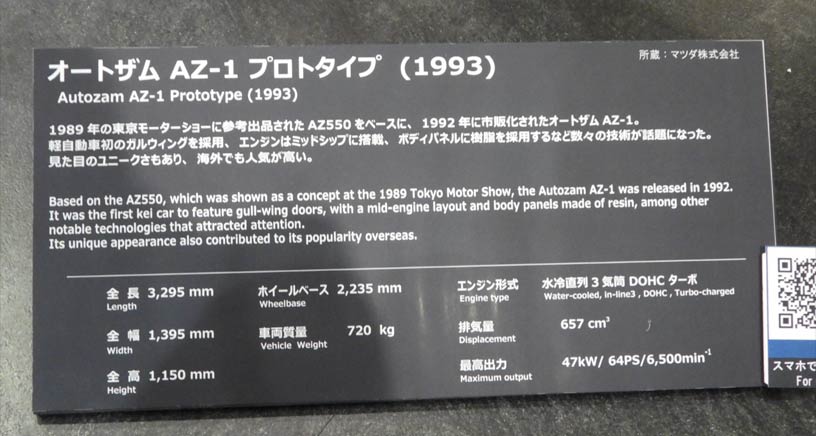 オートザム AZ-1 プロトタイプ (1993)
所蔵：マツダ株式会社
Autozam AZ-1 Prototype (1993)
1989 年の東京モーターショーに参考出品された AZ550 をベースに、1992 年に市販化されたオートザム AZ-1。
軽自動車初のガルウィングを採用、エンジンはミッドシップに搭載、ボディパネルに樹脂を採用するなど数々の技術が話題になった。
見た目のユニークさもあり、海外でも人気が高い。
Based on the AZ550, which was shown as a concept at the 1989 Tokyo Motor Show, the Autozam AZ-1 was released in 1992.
It was the first kei car to feature gull-wing doors, with a mid-engine layout and body panels made of resin, among other
notable technologies that attracted attention.
Its unique appearance also contributed to its popularity overseas.
全 長 3,295 mm
Length
全 幅 1,395 mm
Width
全 高 1,150 mm
Height
ホイールベース 2,235 mm
Wheelbase
車両質量 720 kg
Vehicle Weight
エンジン形式 水冷直列 3 気筒 DOHC ターボ
Engine type Water-cooled, in-line3 , DOHC , Turbo-charged
排気量 657 cm³
Displacement
最高出力 47kW/ 64PS/6,500min⁻¹
Maximum output
スマホで
For